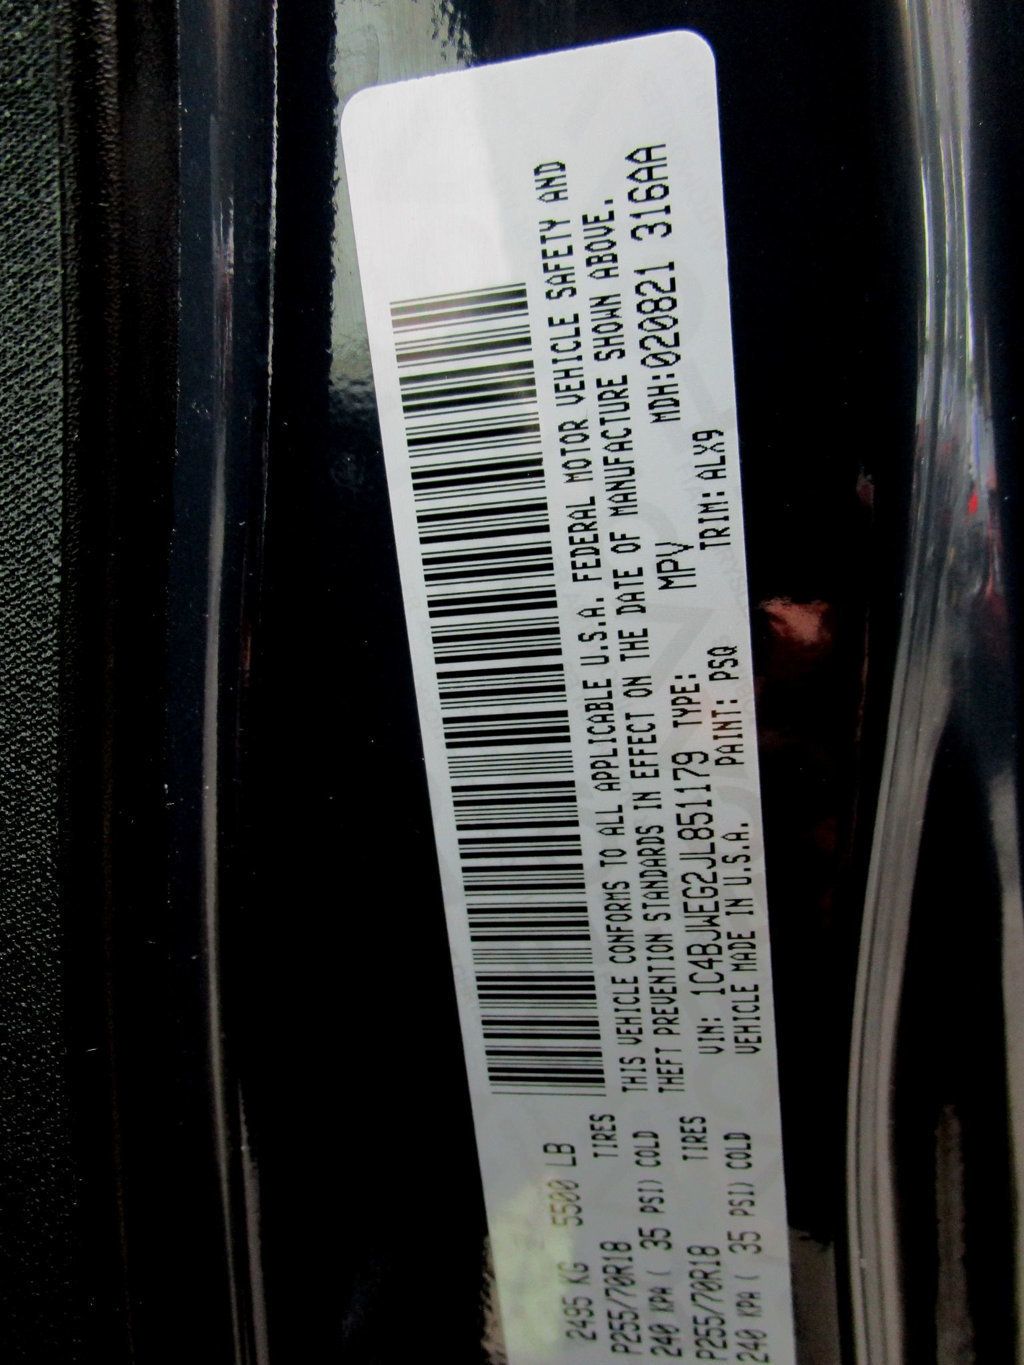 2495 KG 5500 LB
P255/70R18 TIRES
240 KPA ( 35 PSI) COLD
P255/70R18 TIRES
240 KPA ( 35 PSI) COLD
THIS VEHICLE CONFORMS TO ALL APPLICABLE U.S.A. FEDERAL MOTOR VEHICLE SAFETY AND
THEFT PREVENTION STANDARDS IN EFFECT ON THE DATE OF MANUFACTURE SHOWN ABOVE.
VIN: 1C4BJWEG2JL851179 TYPE: MPV MDH:020821 316AA
VEHICLE MADE IN U.S.A. PAINT: PSQ TRIM: ALX9